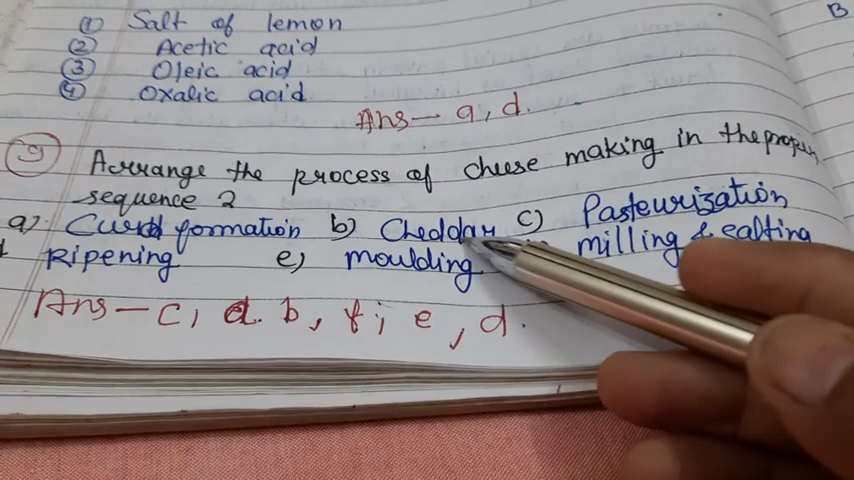 B
① Salt of lemon
② Acetic acid
③ Oleic acid
④ Oxalic acid
Ans - a, d.
9) Arrange the process of cheese making in the proper
sequence ?
a) Curd formation b) Cheddar c) Pasteurization
d Ripening e) moulding milling & salting
Ans - c, a. b, f, e, d.